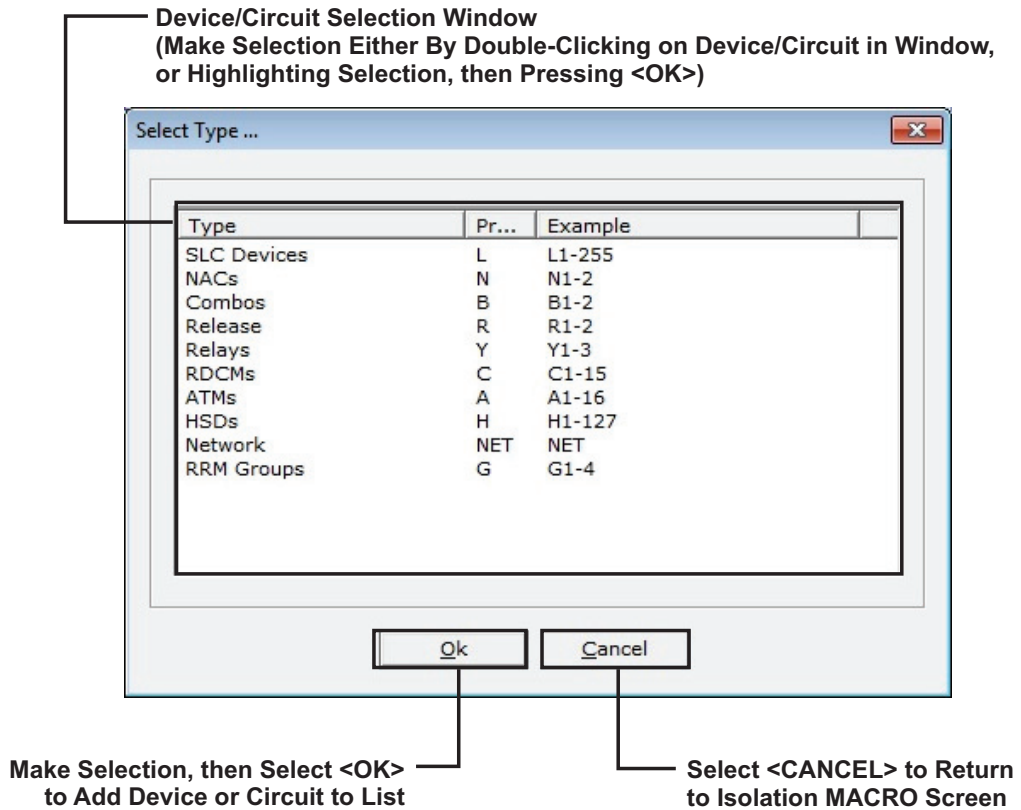 Device/Circuit Selection Window
(Make Selection Either By Double-Clicking on Device/Circuit in Window,
or Highlighting Selection, then Pressing <OK>)
Select Type ...
Type Pr... Example
SLC Devices L L1-255
NACs N N1-2
Combos B B1-2
Release R R1-2
Relays Y Y1-3
RDCMs C C1-15
ATMs A A1-16
HSDs H H1-127
Network NET NET
RRM Groups G G1-4
Ok Cancel
Make Selection, then Select <OK>
to Add Device or Circuit to List
Select <CANCEL> to Return
to Isolation MACRO Screen